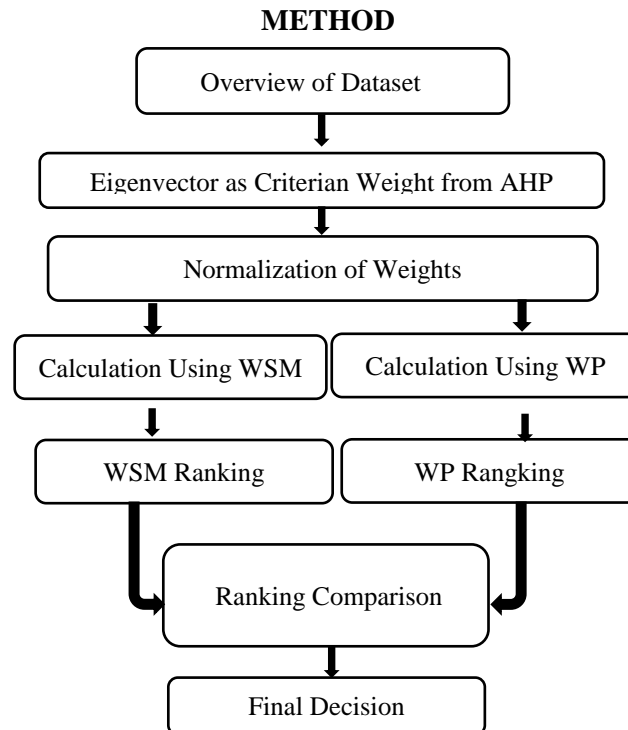 METHOD
Overview of Dataset
Eigenvector as Criterian Weight from AHP
Normalization of Weights
Calculation Using WSM
Calculation Using WP
WSM Ranking
WP Rangking
Ranking Comparison
Final Decision